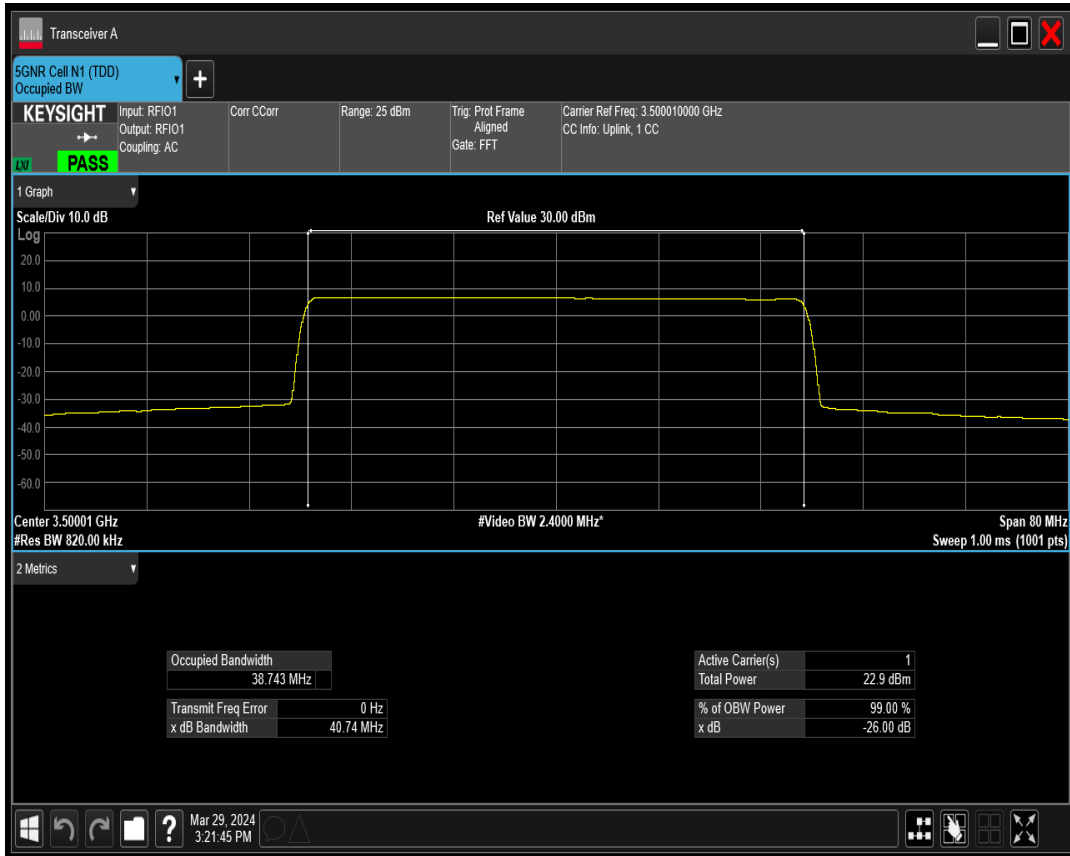 Transceiver A
5GNR Cell N1 (TDD)
Occupied BW
+
KEYSIGHT
LXI
PASS
Input: RFIO1
Output: RFIO1
Coupling: AC
Corr CCorr
Range: 25 dBm
Trig: Prot Frame
Aligned
Gate: FFT
Carrier Ref Freq: 3.500010000 GHz
CC Info: Uplink, 1 CC
1 Graph
Scale/Div 10.0 dB
Ref Value 30.00 dBm
Log
20.0
10.0
0.00
-10.0
-20.0
-30.0
-40.0
-50.0
-60.0
Center 3.50001 GHz
#Video BW 2.4000 MHz*
Span 80 MHz
#Res BW 820.00 kHz
Sweep 1.00 ms (1001 pts)
2 Metrics
Occupied Bandwidth
38.743 MHz
Transmit Freq Error 0 Hz
x dB Bandwidth 40.74 MHz
Active Carrier(s) 1
Total Power 22.9 dBm
% of OBW Power 99.00 %
x dB -26.00 dB
?
Mar 29, 2024
3:21:45 PM